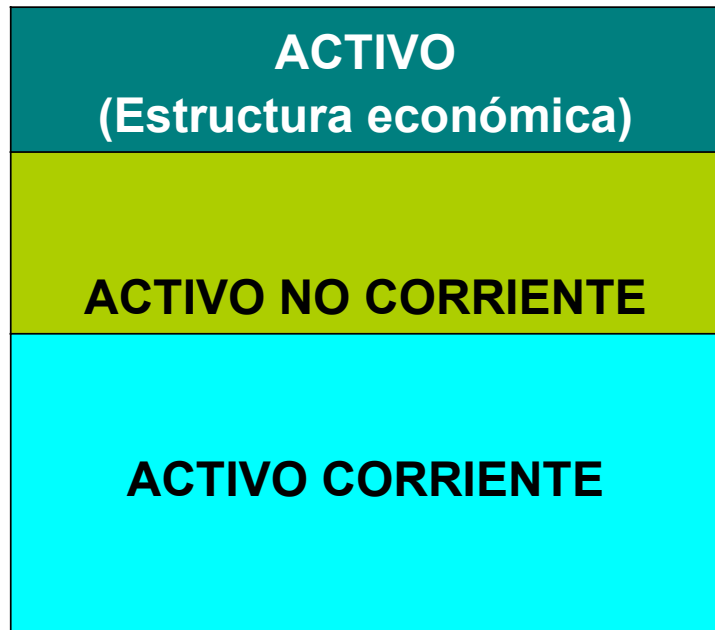 ACTIVO
(Estructura económica)
ACTIVO NO CORRIENTE
ACTIVO CORRIENTE